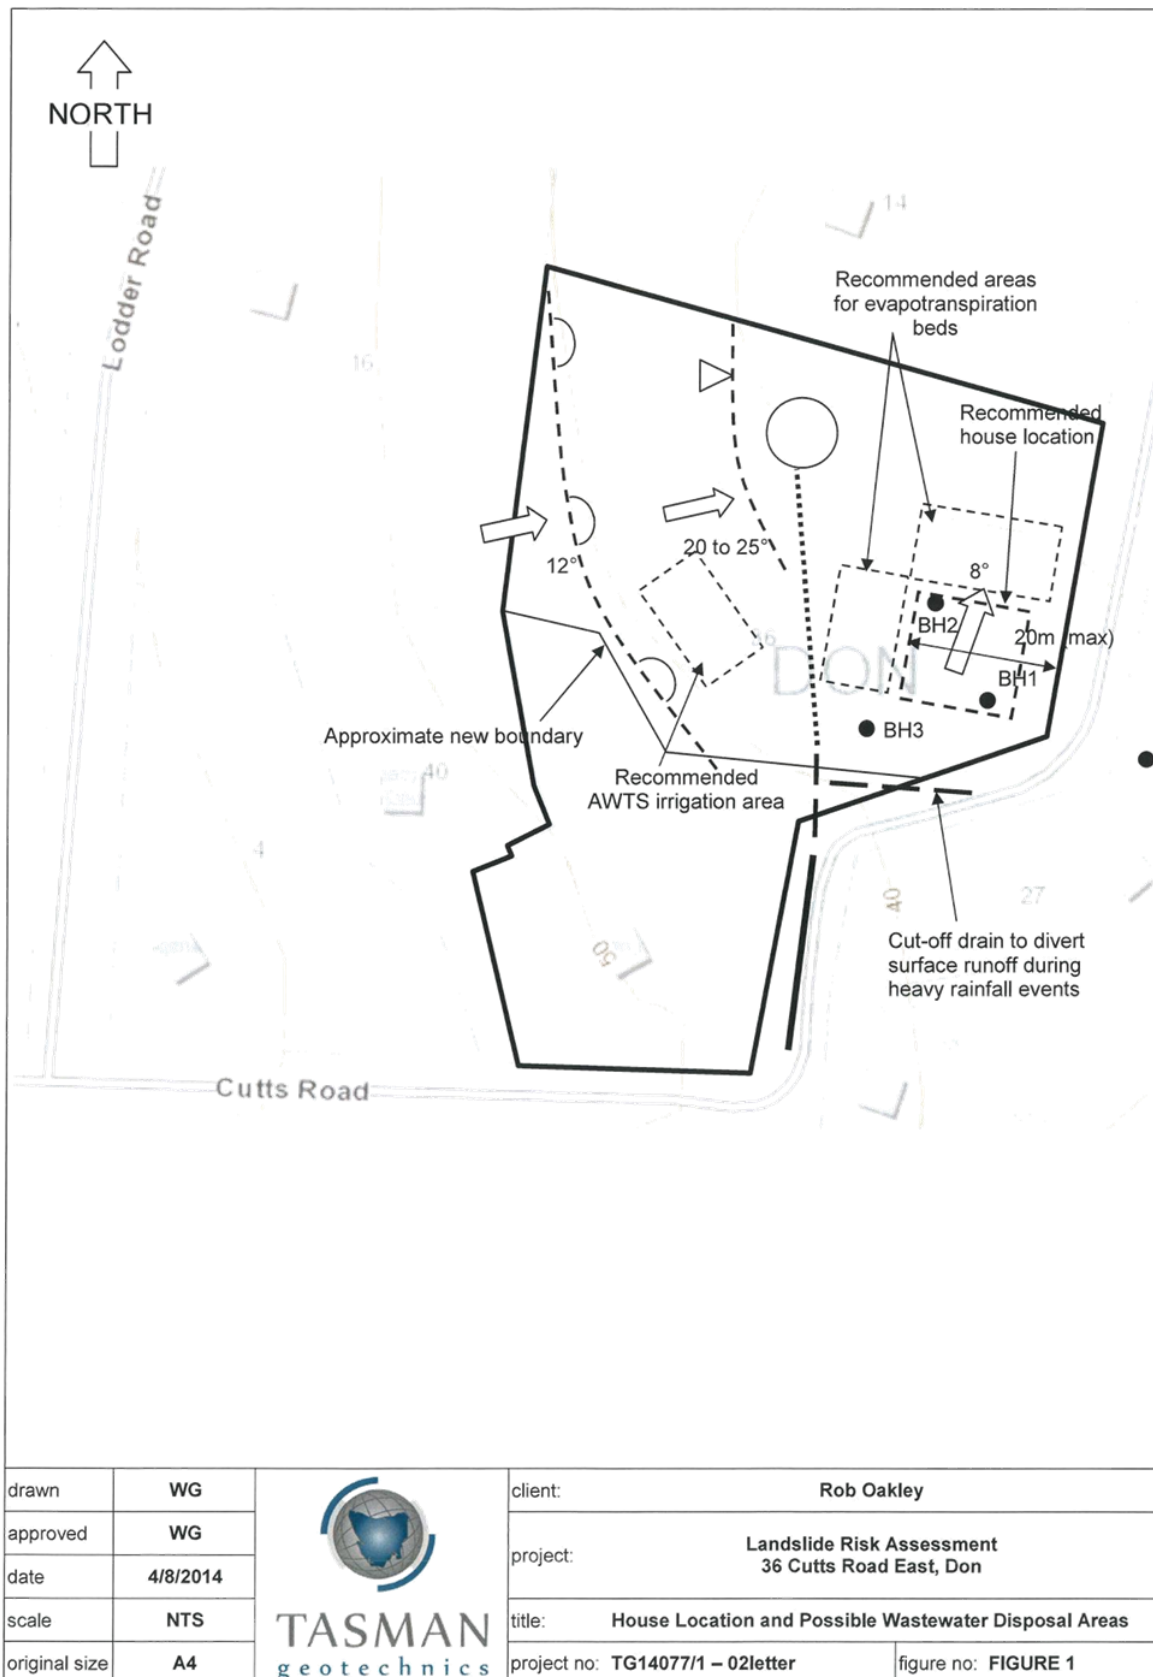 NORTH
Lodder Road
14
16
Recommended areas
for evapotranspiration
beds
Recommended
house location
20 to 25°
12°
8°
BH2
20m (max)
36
DON
BH1
BH3
Approximate new boundary
Recommended
AWTS irrigation area
40
4
40
27
50
Cut-off drain to divert
surface runoff during
heavy rainfall events
Cutts Road
drawn WG
approved WG
date 4/8/2014
scale NTS
original size A4
TASMAN
geotechnics
client: Rob Oakley
project: Landslide Risk Assessment
36 Cutts Road East, Don
title: House Location and Possible Wastewater Disposal Areas
project no: TG14077/1 – 02letter
figure no: FIGURE 1